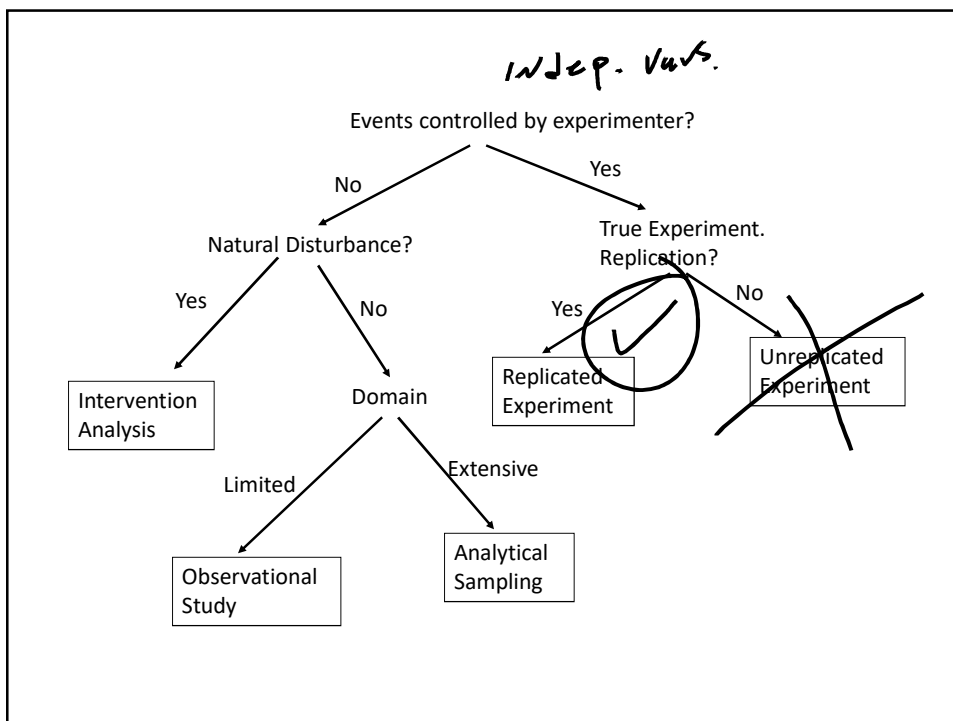 Indep. Vars.
Events controlled by experimenter?
No
Yes
Natural Disturbance?
True Experiment.
Replication?
Yes
No
Yes
No
Intervention
Analysis
Domain
Replicated
Experiment
Unreplicated
Experiment
Limited
Extensive
Observational
Study
Analytical
Sampling